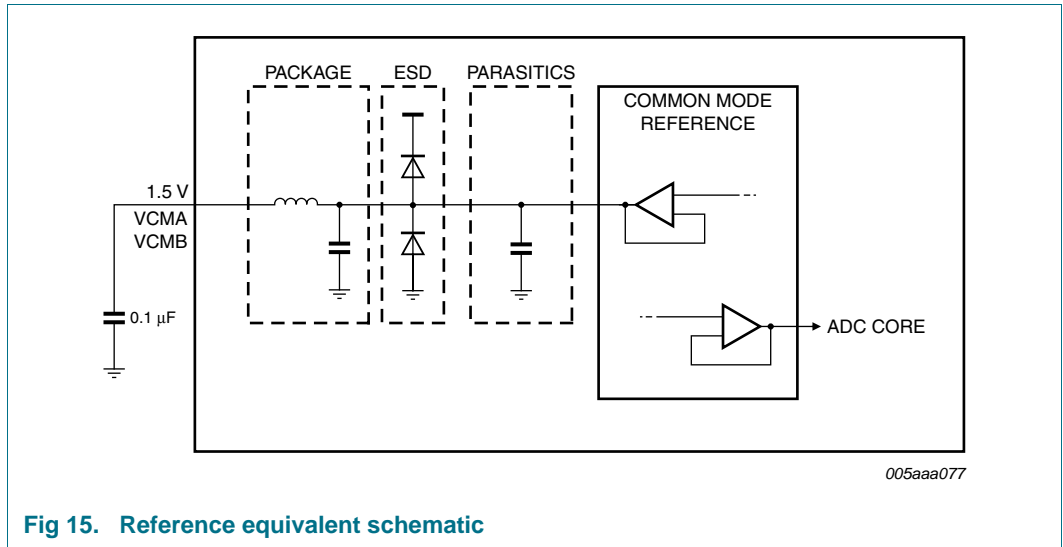 PACKAGE
ESD
PARASITICS
COMMON MODE
REFERENCE
1.5 V
VCMA
VCMB
0.1 μF
ADC CORE
005aaa077
Fig 15. Reference equivalent schematic